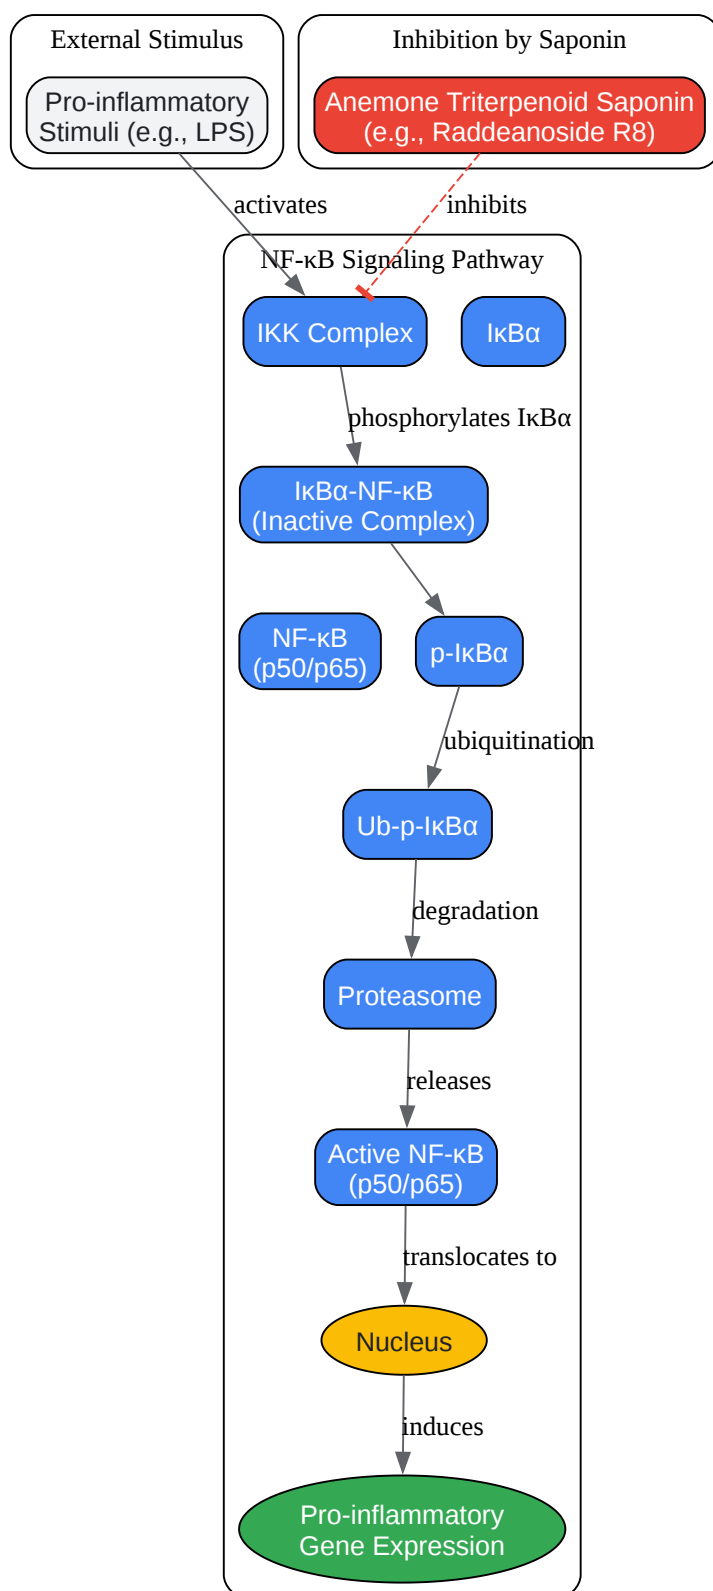 External Stimulus
Inhibition by Saponin
Pro-inflammatory
Stimuli (e.g., LPS)
Anemone Triterpenoid Saponin
(e.g., Raddeanoside R8)
activates
inhibits
NF-κB Signaling Pathway
IKK Complex
IκBα
phosphorylates IκBα
IκBα-NF-κB
(Inactive Complex)
NF-κB
(p50/p65)
p-IκBα
ubiquitination
Ub-p-IκBα
degradation
Proteasome
releases
Active NF-κB
(p50/p65)
translocates to
Nucleus
induces
Pro-inflammatory
Gene Expression